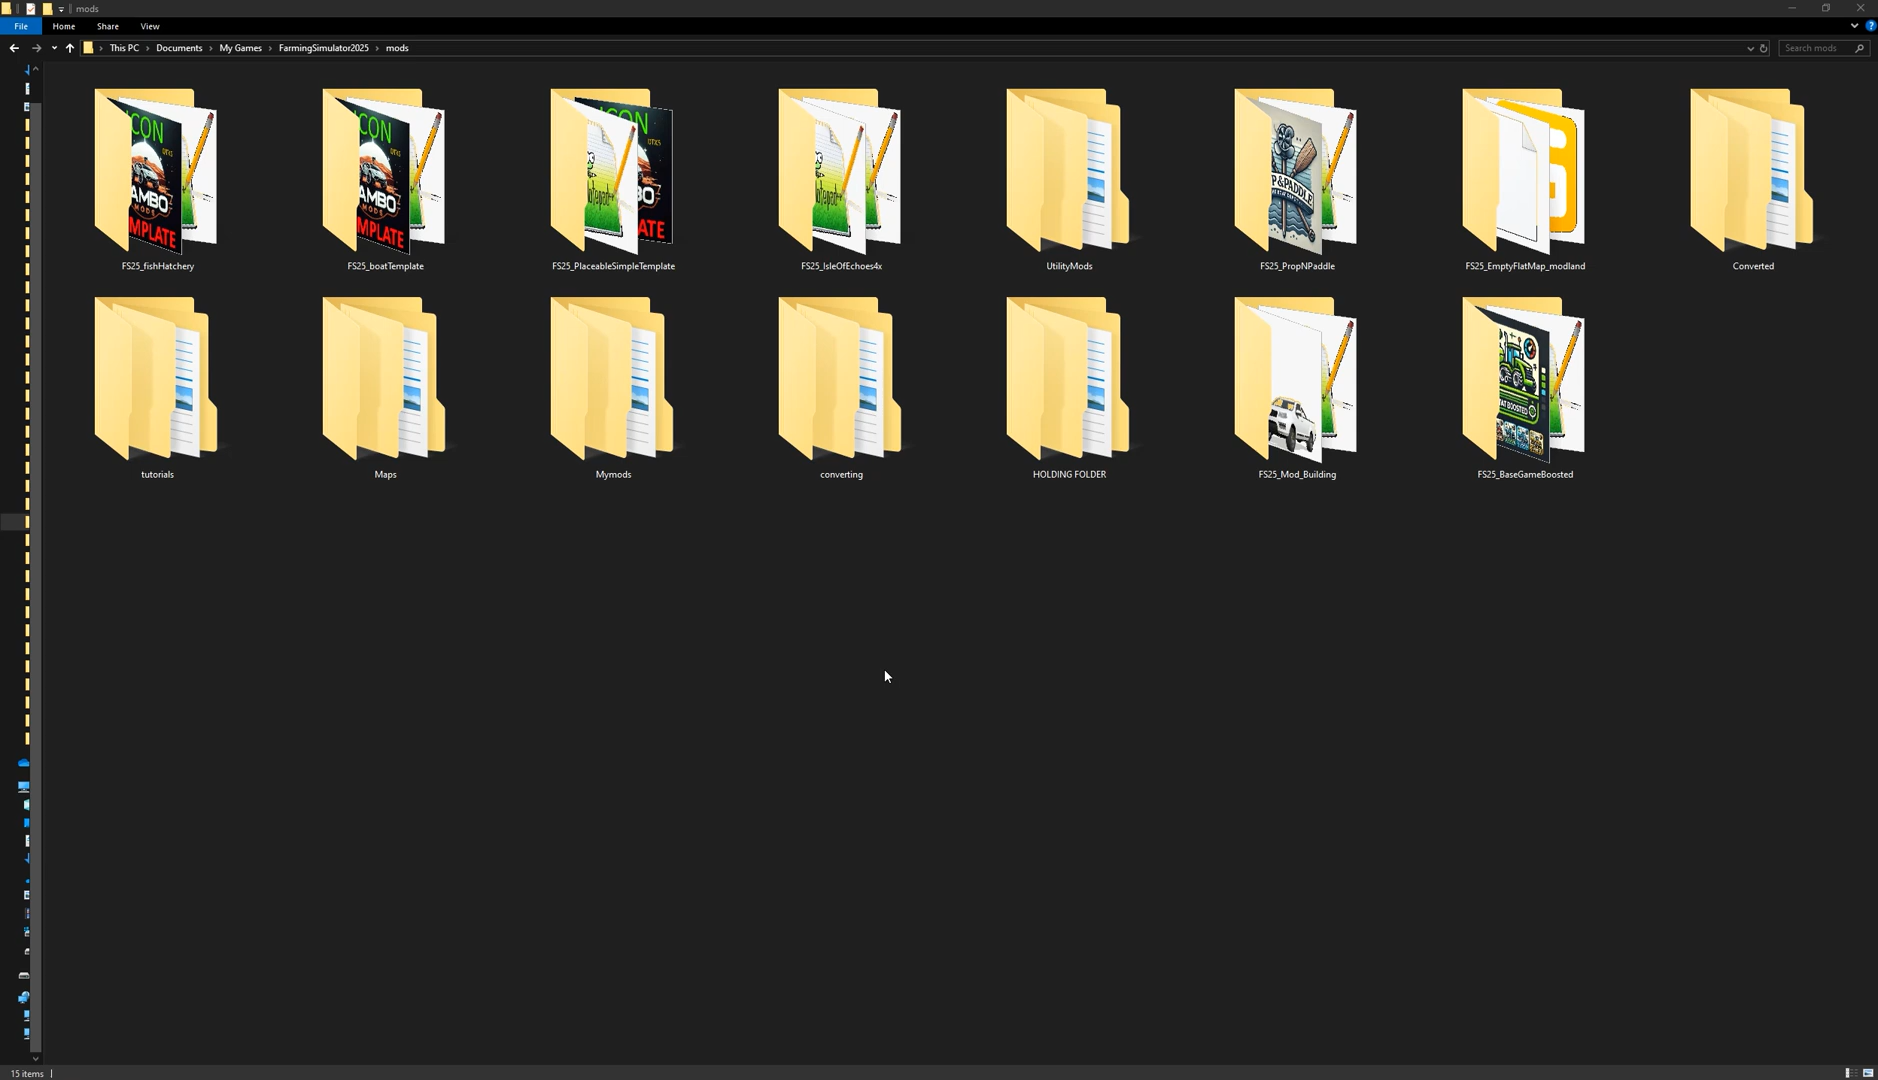 mods
File Home Share View
This PC Documents My Games FarmingSimulator2025 mods
Search mods
FS25_fishHatchery
FS25_boatTemplate
FS25_PlaceableSimpleTemplate
FS25_IsleOfEchoes4x
UtilityMods
FS25_PropNPaddle
FS25_EmptyFlatMap_modland
Converted
tutorials
Maps
Mymods
converting
HOLDING FOLDER
FS25_Mod_Building
FS25_BaseGameBoosted
15 items